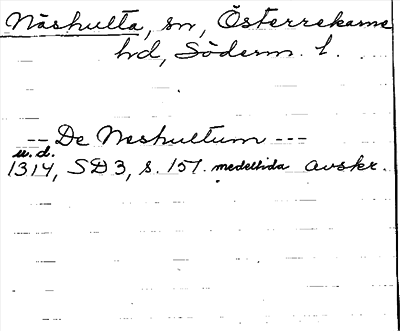 Näshulta, sn, Österrekarne
hd, Söderm. l.
-- De Neshultum ---
u.d.
1314, SD 3, s. 151. medeltida avskr.